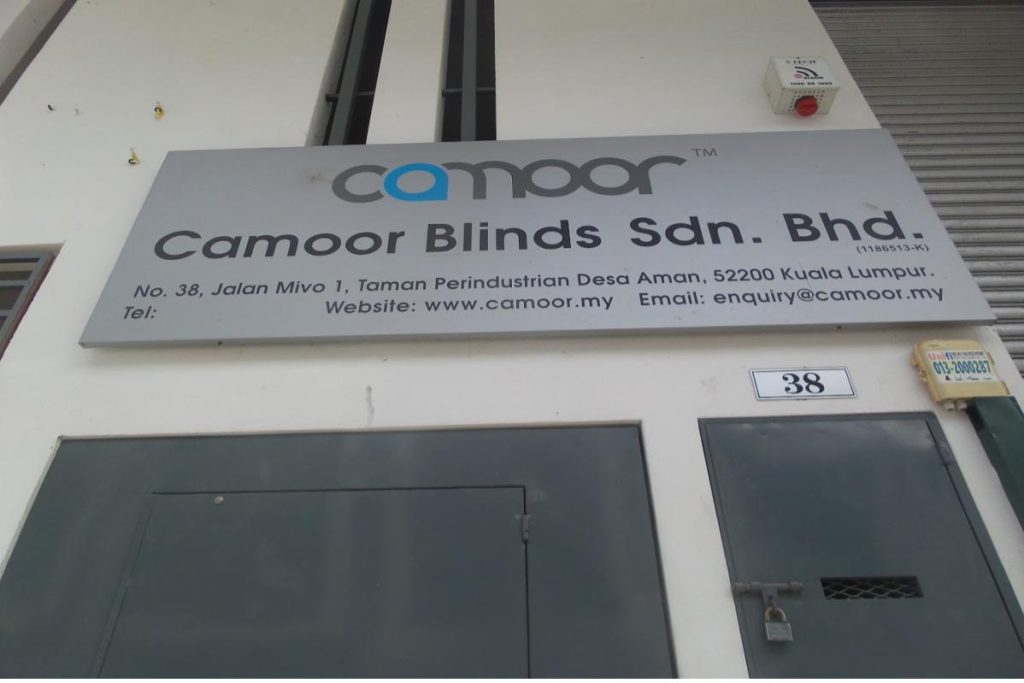 camoor™
Camoor Blinds Sdn. Bhd.
(1186513-K)
No. 38, Jalan Mivo 1, Taman Perindustrian Desa Aman, 52200 Kuala Lumpur.
Tel: Website: www.camoor.my Email: enquiry@camoor.my
38
Unifi
013-2000287